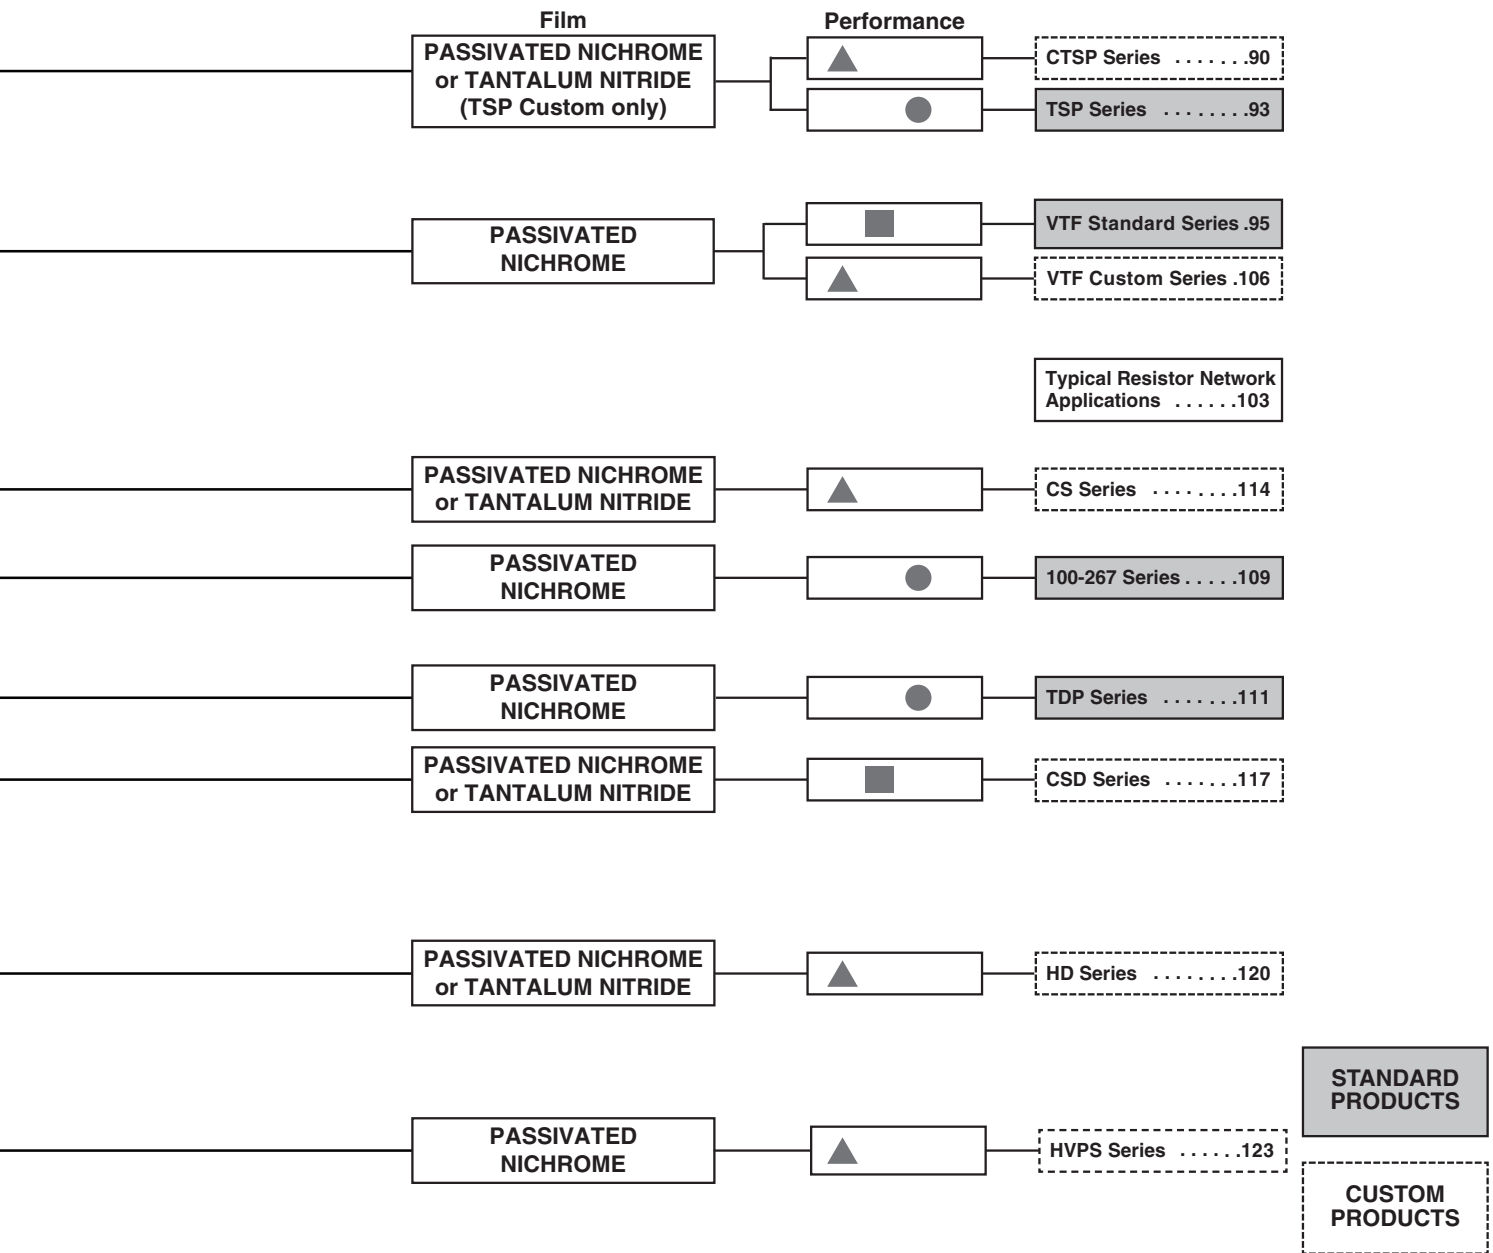 Film
Performance
PASSIVATED NICHROME
or TANTALUM NITRIDE
(TSP Custom only)
CTSP Series . . . . . . .90
TSP Series . . . . . . . .93
PASSIVATED
NICHROME
VTF Standard Series .95
VTF Custom Series .106
Typical Resistor Network
Applications . . . . . .103
PASSIVATED NICHROME
or TANTALUM NITRIDE
CS Series . . . . . . . .114
PASSIVATED
NICHROME
100-267 Series . . . . .109
PASSIVATED
NICHROME
TDP Series . . . . . . .111
PASSIVATED NICHROME
or TANTALUM NITRIDE
CSD Series . . . . . . .117
PASSIVATED NICHROME
or TANTALUM NITRIDE
HD Series . . . . . . . .120
STANDARD
PRODUCTS
PASSIVATED
NICHROME
HVPS Series . . . . . .123
CUSTOM
PRODUCTS